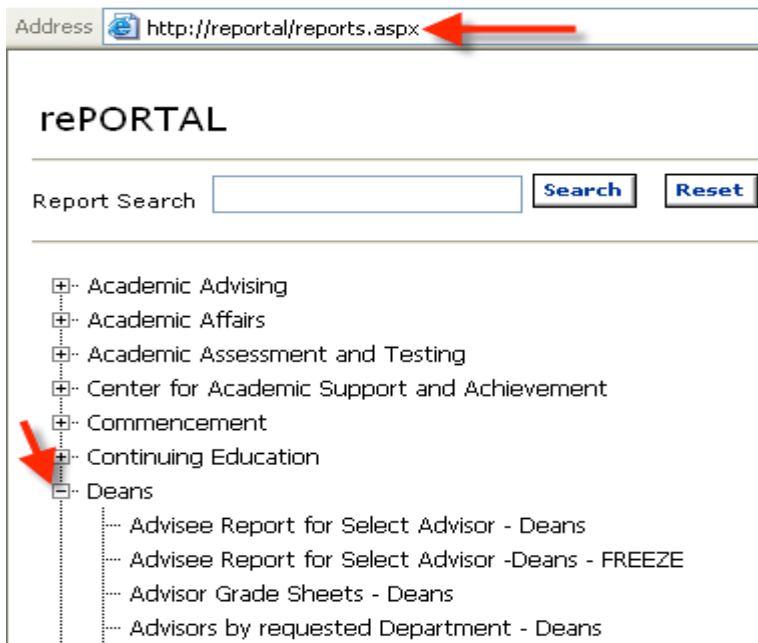 Address http://reportal/reports.aspx
rePORTAL
Report Search Search Reset
Academic Advising
Academic Affairs
Academic Assessment and Testing
Center for Academic Support and Achievement
Commencement
Continuing Education
Deans
Advisee Report for Select Advisor - Deans
Advisee Report for Select Advisor -Deans - FREEZE
Advisor Grade Sheets - Deans
Advisors by requested Department - Deans